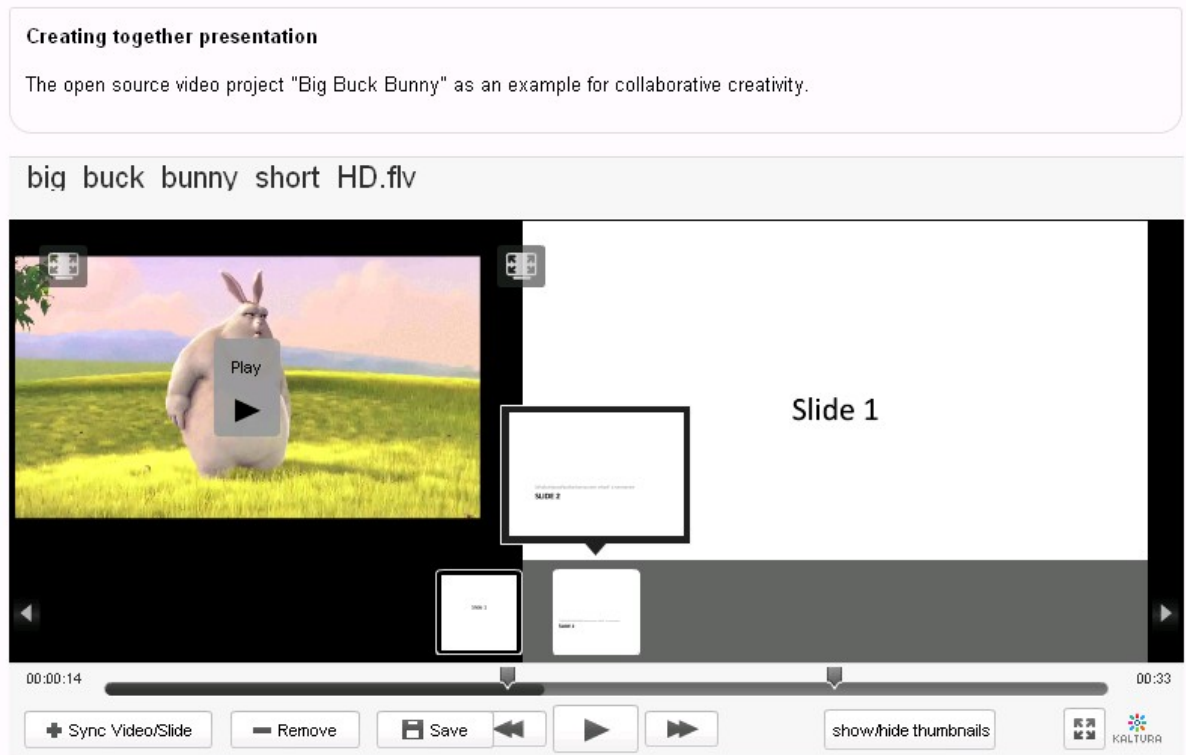 Creating together presentation
The open source video project "Big Buck Bunny" as an example for collaborative creativity.
big buck bunny short HD.flv
Play
Slide 1
SLIDE 2
Slide 1
00:00:14
00:33
Sync Video/Slide
Remove
Save
show/hide thumbnails
KALTURA